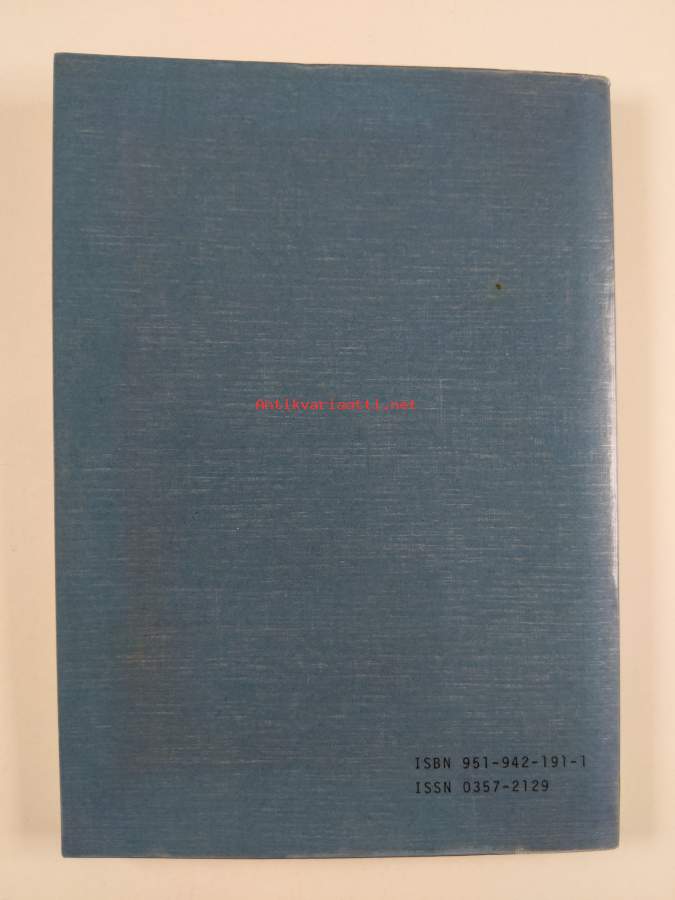 Antikvariaatti.net
ISBN 951-942-191-1
ISSN 0357-2129